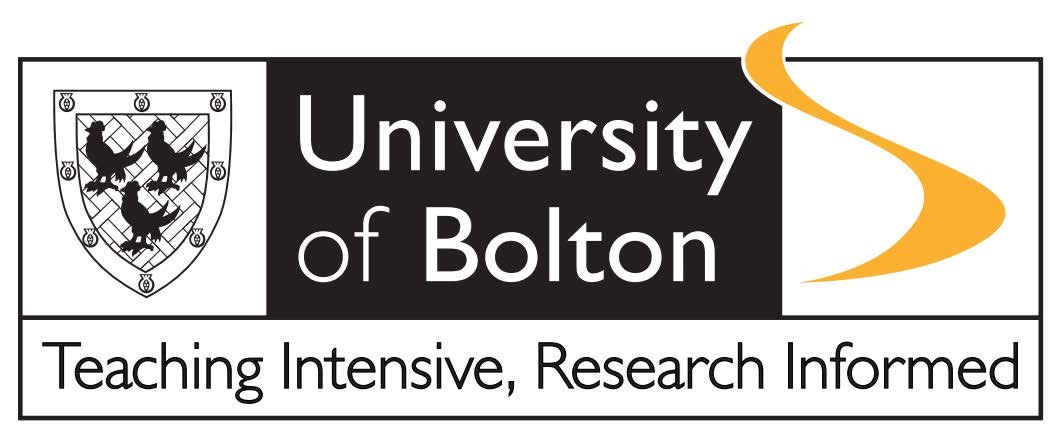 University
of Bolton
Teaching Intensive, Research Informed